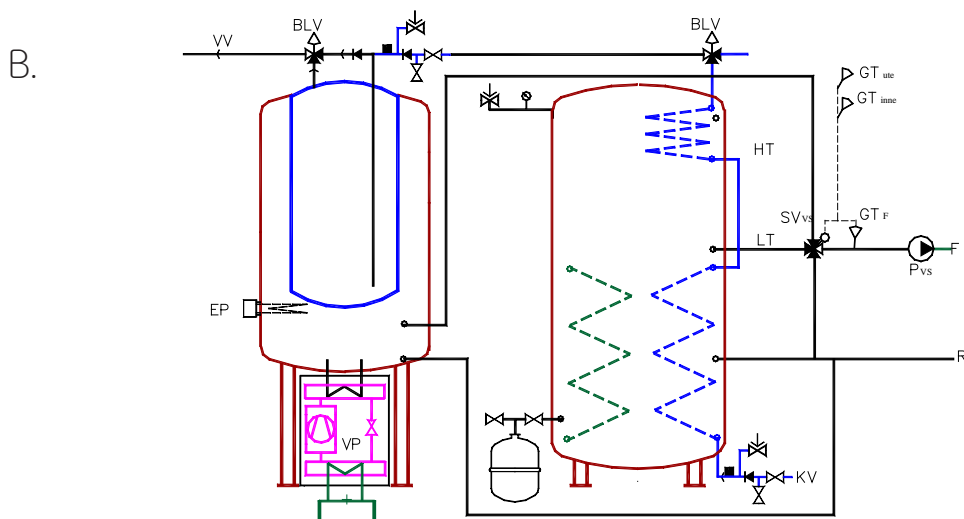 B.
VV
BLV
BLV
GT ute
GT inne
HT
SVvs
GT F
LT
F
Pvs
EP
R
VP
KV